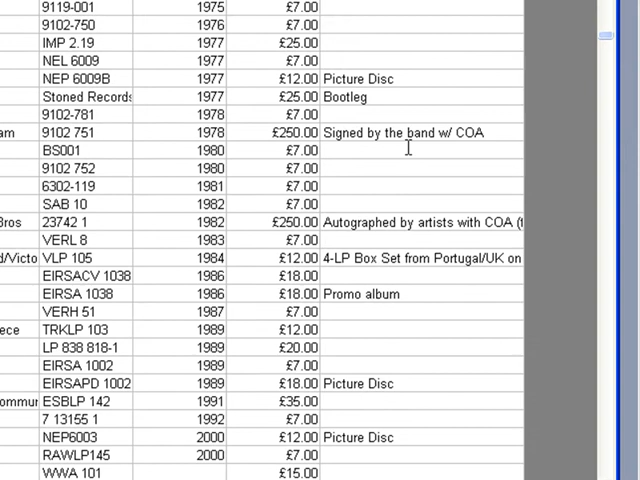 9119-001 1975 £7.00
9102-750 1976 £7.00
IMP 2.19 1977 £25.00
NEL 6009 1977 £7.00
NEP 6009B 1977 £12.00 Picture Disc
Stoned Records 1977 £25.00 Bootleg
9102-781 1978 £7.00
am 9102 751 1978 £250.00 Signed by the band w/ COA
BS001 1980 £7.00
9102 752 1980 £7.00
6302-119 1981 £7.00
SAB 10 1982 £7.00
Bros 23742 1 1982 £250.00 Autographed by artists with COA (
VERL 8 1983 £7.00
d/Victo VLP 105 1984 £12.00 4-LP Box Set from Portugal/UK on
EIRSACV 1038 1986 £18.00
EIRSA 1038 1986 £18.00 Promo album
VERH 51 1987 £7.00
ece TRKLP 103 1989 £12.00
LP 838 818-1 1989 £20.00
EIRSA 1002 1989 £7.00
EIRSAPD 1002 1989 £18.00 Picture Disc
ommur ESBLP 142 1991 £35.00
7 13155 1 1992 £7.00
NEP6003 2000 £12.00 Picture Disc
RAWLP145 2000 £7.00
WWA 101 £15.00